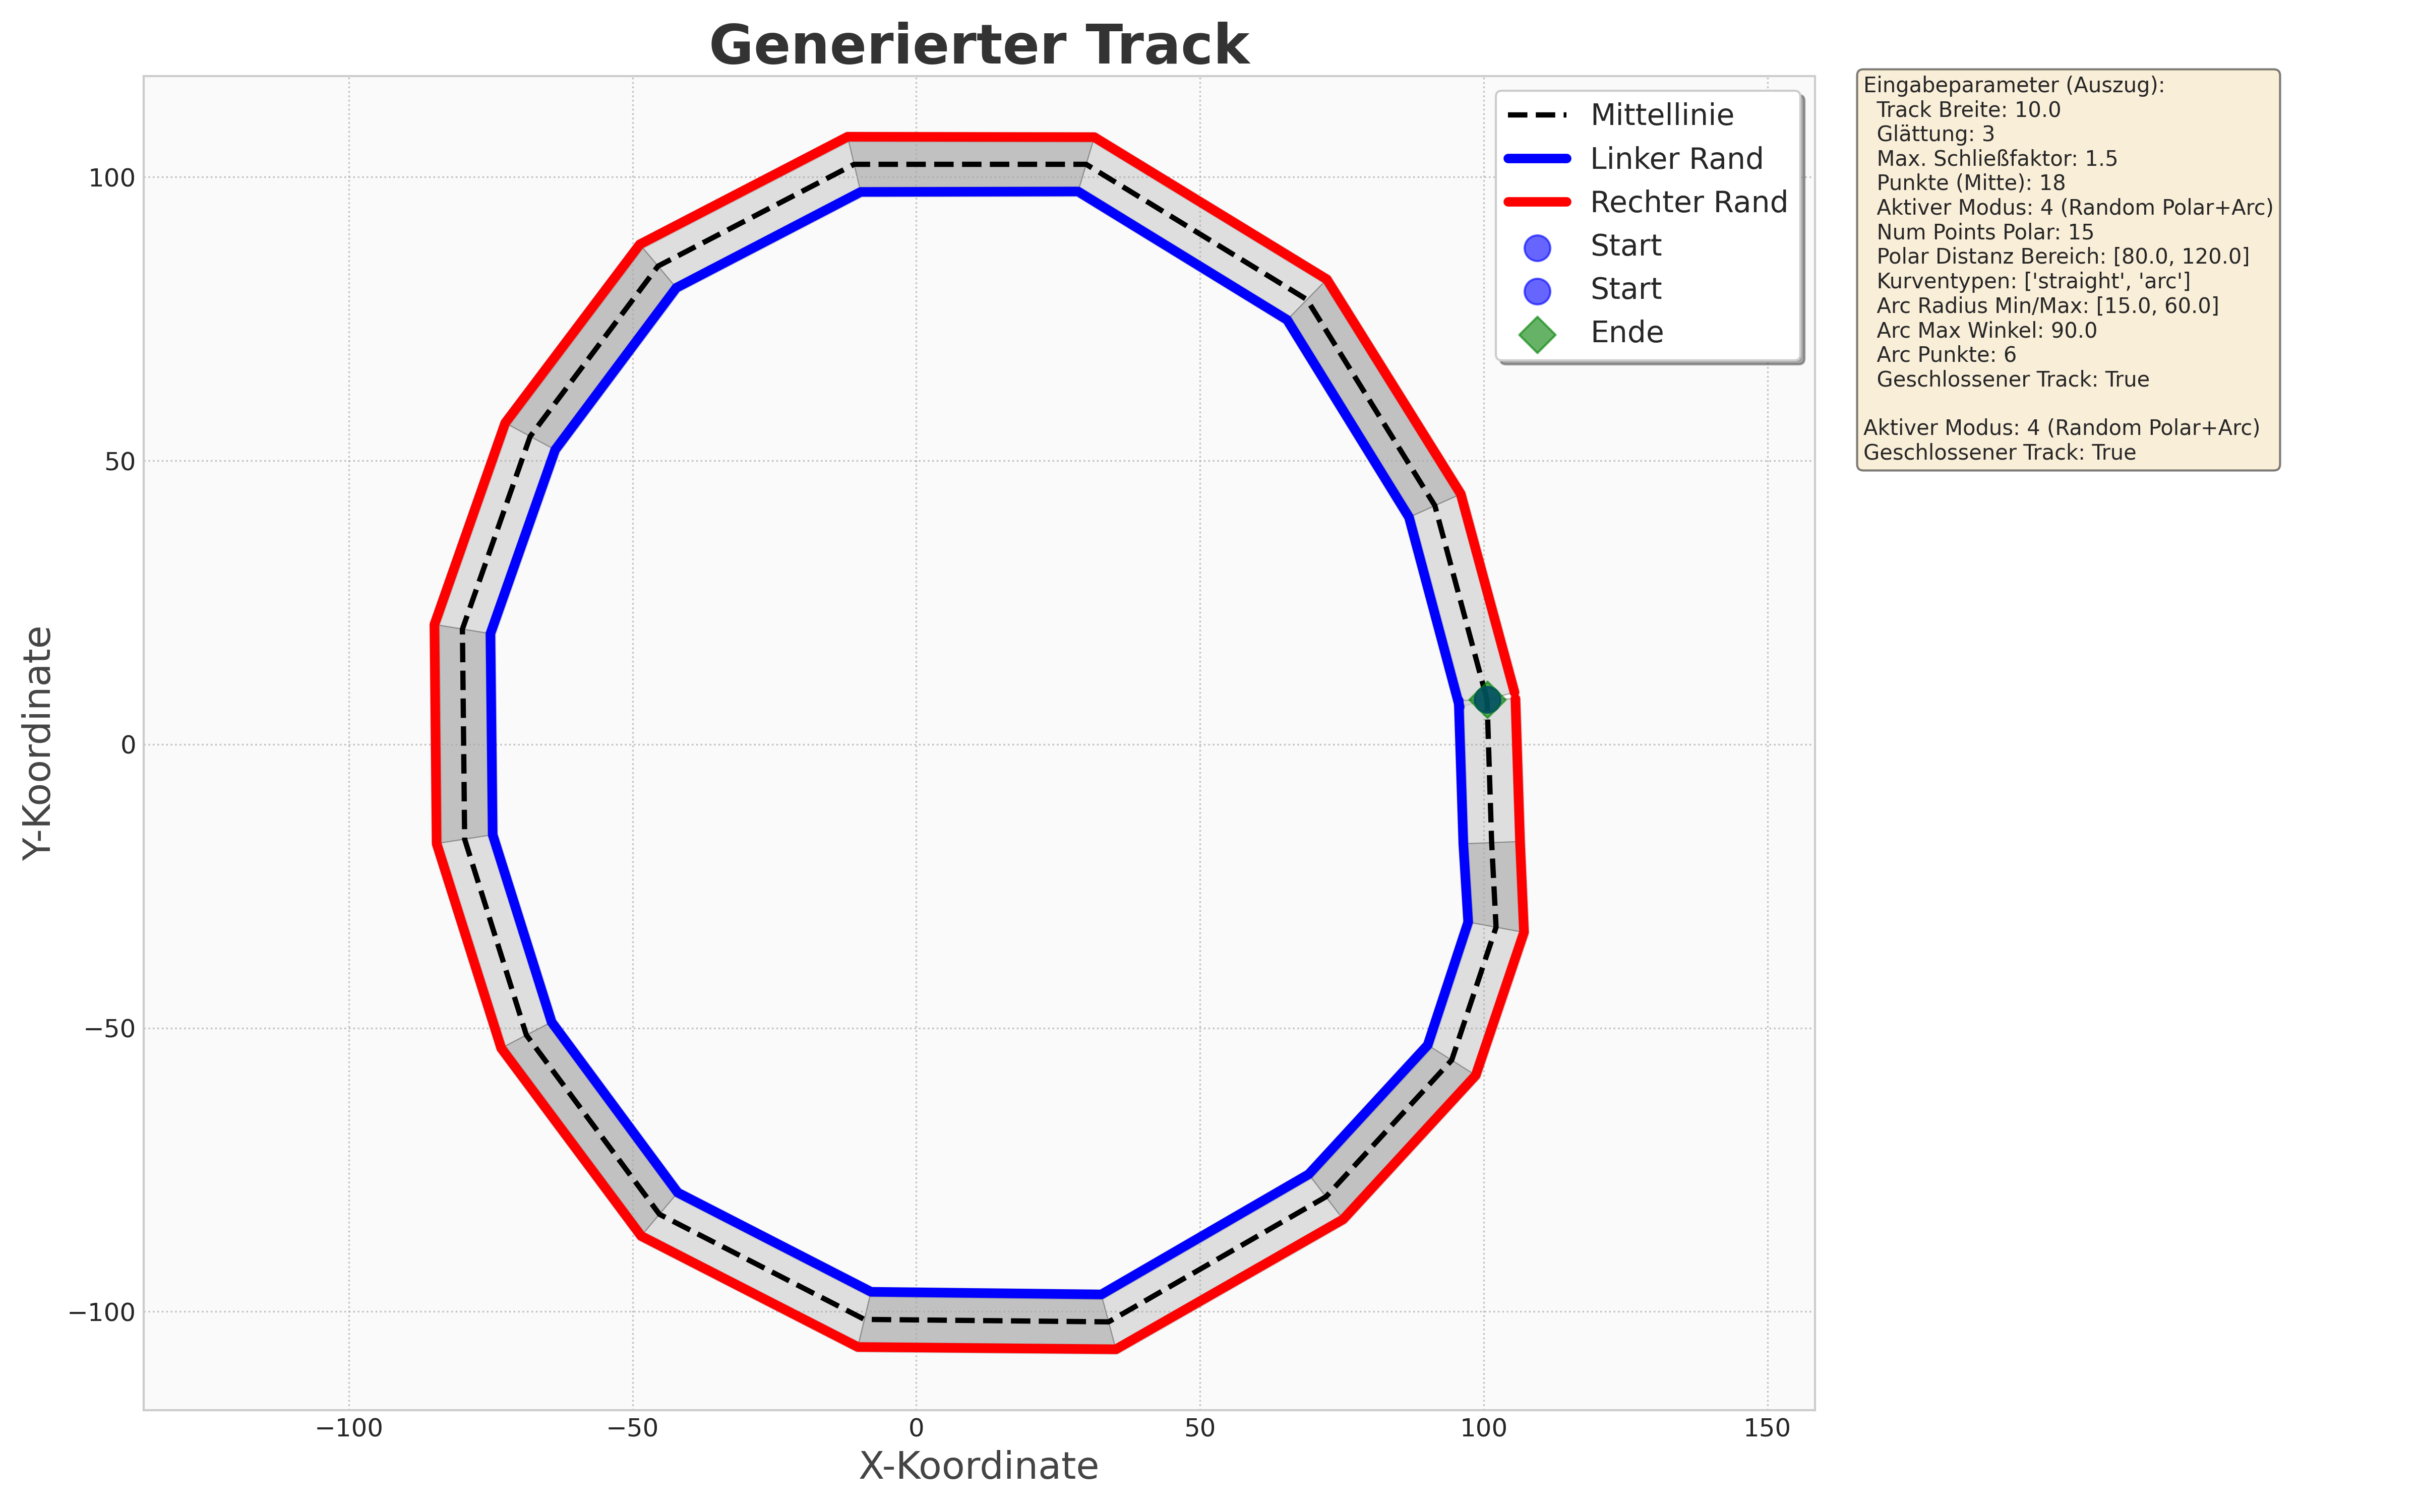 Generierter Track
Mittellinie
Linker Rand
Rechter Rand
Start
Start
Ende
Eingabeparameter (Auszug):
Track Breite: 10.0
Glättung: 3
Max. Schließfaktor: 1.5
Punkte (Mitte): 18
Aktiver Modus: 4 (Random Polar+Arc)
Num Points Polar: 15
Polar Distanz Bereich: [80.0, 120.0]
Kurventypen: ['straight', 'arc']
Arc Radius Min/Max: [15.0, 60.0]
Arc Max Winkel: 90.0
Arc Punkte: 6
Geschlossener Track: True
Aktiver Modus: 4 (Random Polar+Arc)
Geschlossener Track: True
Y-Koordinate
100
50
0
−50
−100
−100
−50
0
50
100
150
X-Koordinate